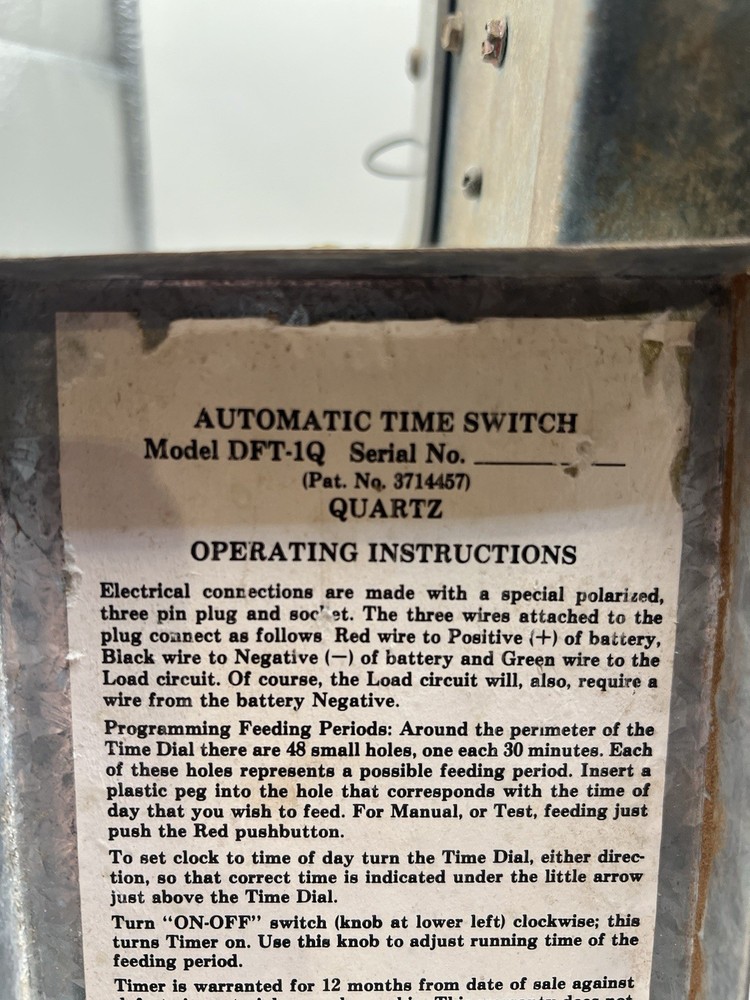 AUTOMATIC TIME SWITCH
Model DFT-1Q Serial No. ____________
(Pat. No. 3714457)
QUARTZ
OPERATING INSTRUCTIONS
Electrical connections are made with a special polarized,
three pin plug and socket. The three wires attached to the
plug connect as follows Red wire to Positive (+) of battery,
Black wire to Negative (—) of battery and Green wire to the
Load circuit. Of course, the Load circuit will, also, require a
wire from the battery Negative.
Programming Feeding Periods: Around the perimeter of the
Time Dial there are 48 small holes, one each 30 minutes. Each
of these holes represents a possible feeding period. Insert a
plastic peg into the hole that corresponds with the time of
day that you wish to feed. For Manual, or Test, feeding just
push the Red pushbutton.
To set clock to time of day turn the Time Dial, either direc-
tion, so that correct time is indicated under the little arrow
just above the Time Dial.
Turn “ON-OFF” switch (knob at lower left) clockwise; this
turns Timer on. Use this knob to adjust running time of the
feeding period.
Timer is warranted for 12 months from date of sale against